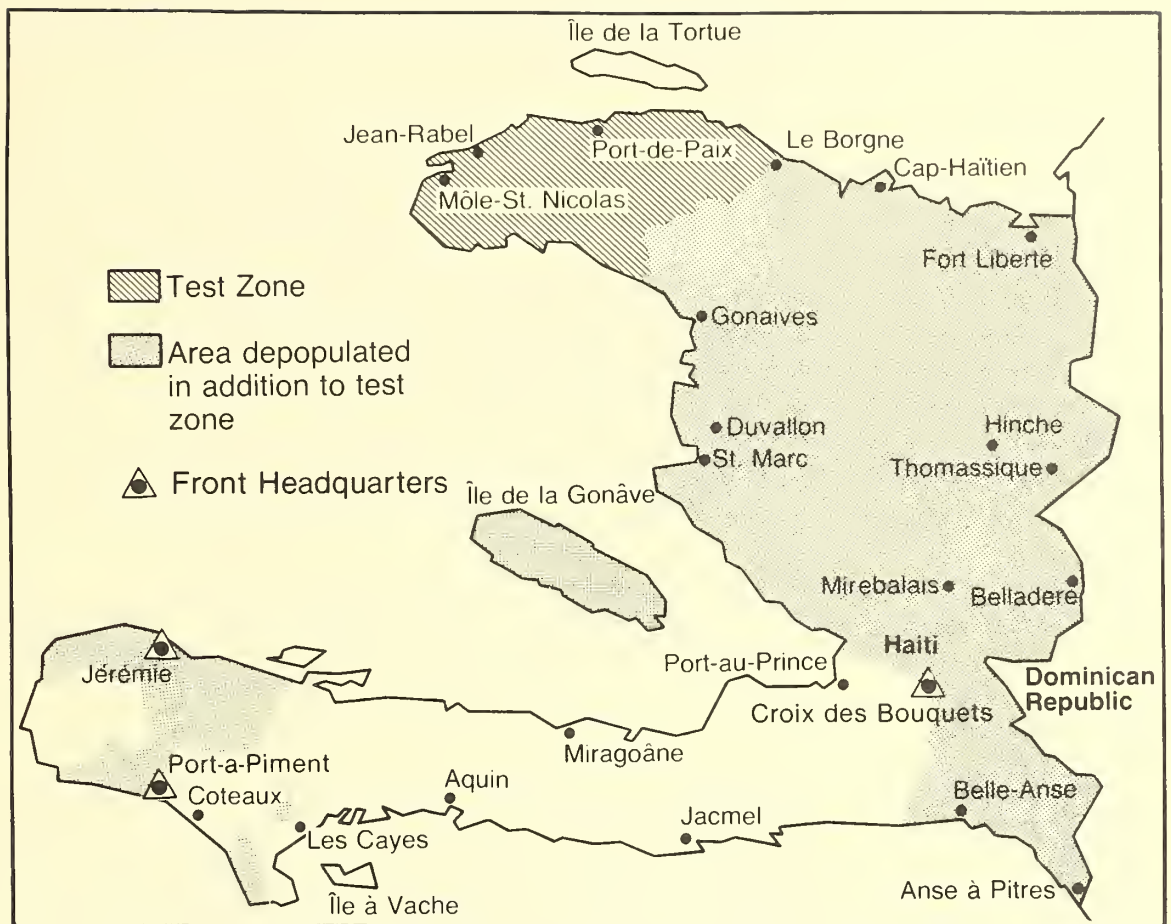 Île de la Tortue
Jean-Rabel
Port-de-Paix
Le Borgne
Cap-Haïtien
Môle-St. Nicolas
Fort Liberté
Test Zone
Gonaives
Area depopulated
in addition to test
zone
Duvallon
Hinche
St. Marc
Thomassique
Front Headquarters
Île de la Gonâve
Mirebalais
Belladere
Haiti
Port-au-Prince
Jérémie
Dominican
Republic
Croix des Bouquets
Miragoâne
Port-a-Piment
Aquin
Belle-Anse
Coteaux
Jacmel
Les Cayes
Anse à Pitres
Île à Vache